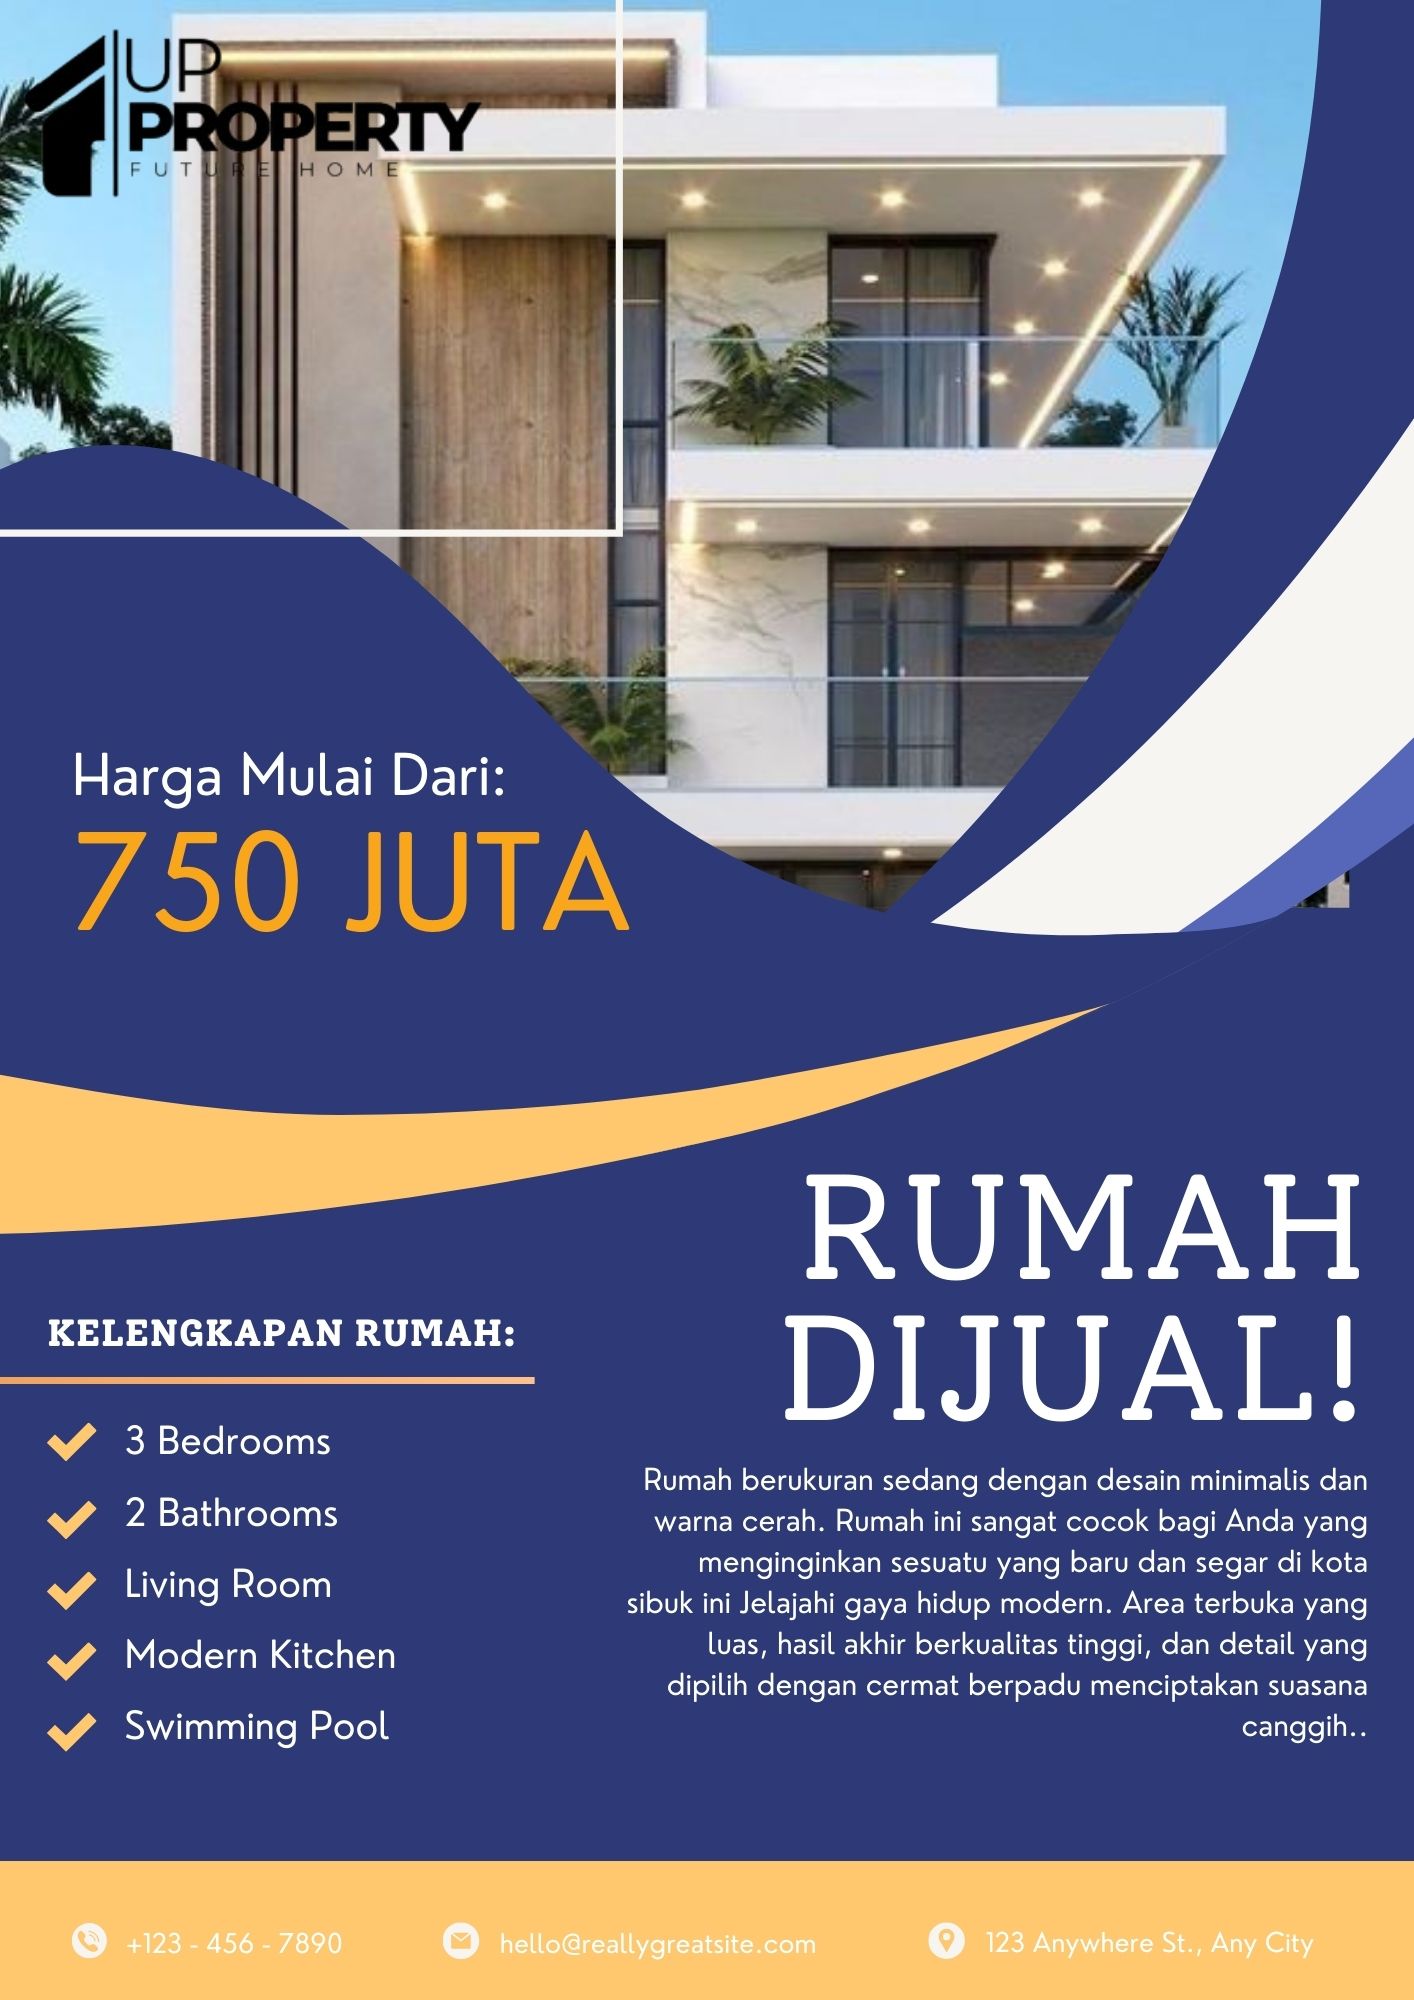 UP
PROPERTY
FUTURE HOME
Harga Mulai Dari:
750 JUTA
RUMAH
DIJUAL!
KELENGKAPAN RUMAH:
3 Bedrooms
2 Bathrooms
Living Room
Modern Kitchen
Swimming Pool
Rumah berukuran sedang dengan desain minimalis dan
warna cerah. Rumah ini sangat cocok bagi Anda yang
menginginkan sesuatu yang baru dan segar di kota
sibuk ini Jelajahi gaya hidup modern. Area terbuka yang
luas, hasil akhir berkualitas tinggi, dan detail yang
dipilih dengan cermat berpadu menciptakan suasana
canggih..
+123 - 456 - 7890
hello@reallygreatsite.com
123 Anywhere St., Any City